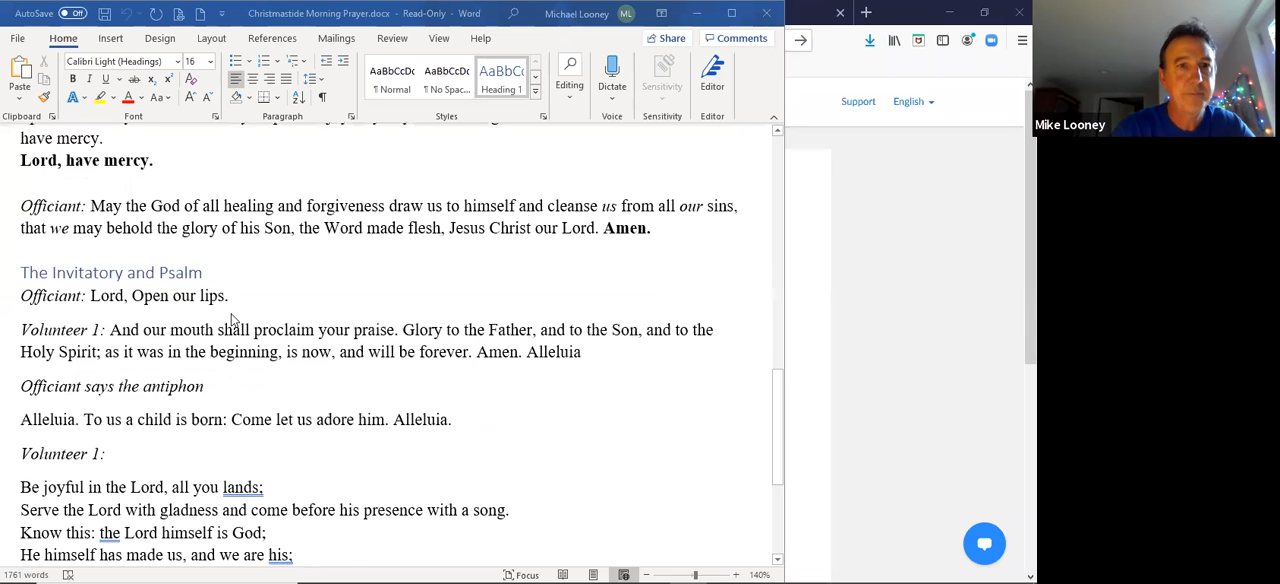 AutoSave Off Christmastide Morning Prayer.docx - Read-Only - Word Michael Looney ML
File Home Insert Design Layout References Mailings Review View Help Share Comments
Support English
Mike Looney
Paste
Calibri Light (Headings) 16
B I U ab x₂ x²
A A Aa A A
AaBbCcDc AaBbCcDc AaBbCc
¶ Normal ¶ No Spac... Heading 1
Editing Dictate Sensitivity Editor
Clipboard Font Paragraph Styles Voice Sensitivity Editor
have mercy.
Lord, have mercy.
Officiant: May the God of all healing and forgiveness draw us to himself and cleanse us from all our sins,
that we may behold the glory of his Son, the Word made flesh, Jesus Christ our Lord. Amen.
The Invitatory and Psalm
Officiant: Lord, Open our lips.
Volunteer 1: And our mouth shall proclaim your praise. Glory to the Father, and to the Son, and to the
Holy Spirit; as it was in the beginning, is now, and will be forever. Amen. Alleluia
Officiant says the antiphon
Alleluia. To us a child is born: Come let us adore him. Alleluia.
Volunteer 1:
Be joyful in the Lord, all you lands;
Serve the Lord with gladness and come before his presence with a song.
Know this: the Lord himself is God;
He himself has made us, and we are his;
1761 words Focus 140%